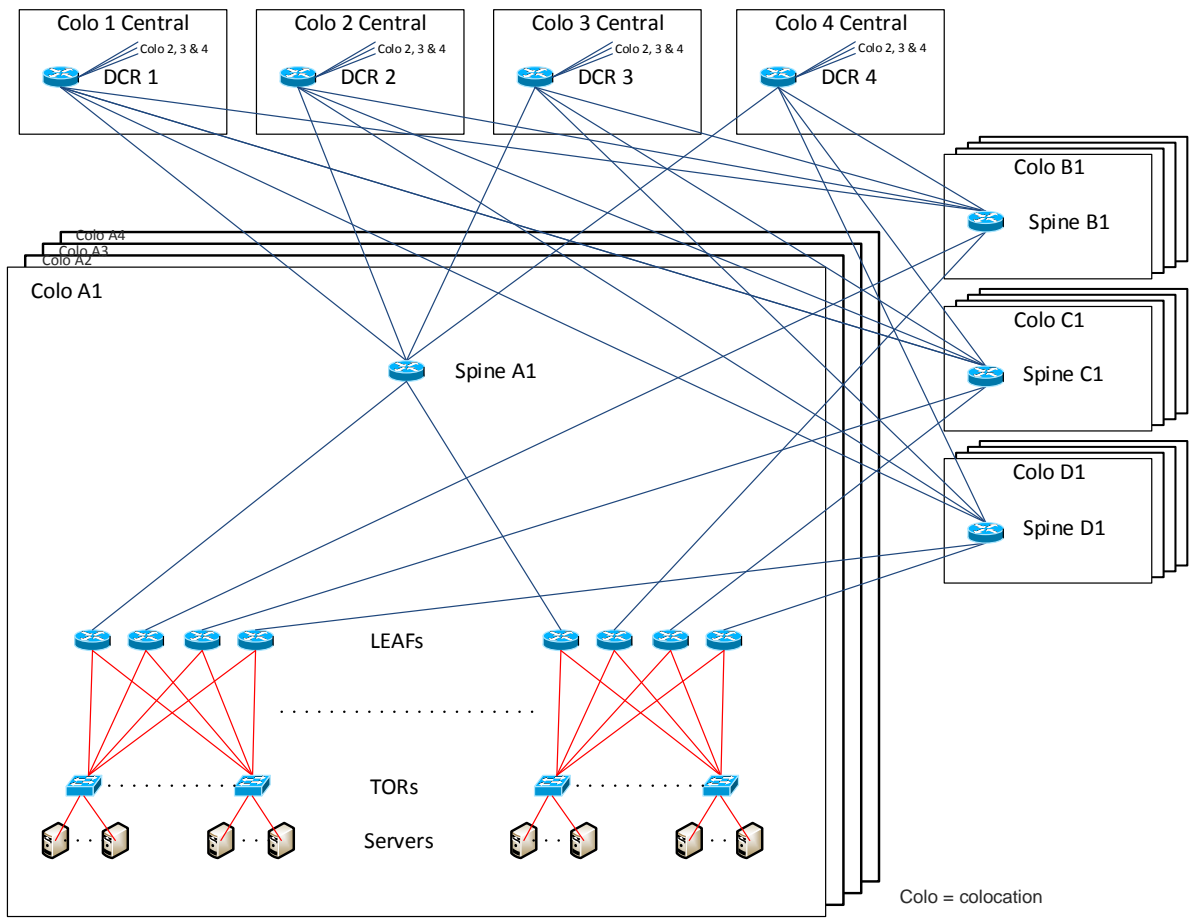 Colo 1 Central
Colo 2, 3 & 4
DCR 1
Colo 2 Central
Colo 2, 3 & 4
DCR 2
Colo 3 Central
Colo 2, 3 & 4
DCR 3
Colo 4 Central
Colo 2, 3 & 4
DCR 4
Colo B1
Spine B1
Colo C1
Spine C1
Colo D1
Spine D1
Colo A4
Colo A3
Colo A2
Colo A1
Spine A1
LEAFs
TORs
Servers
Colo = colocation